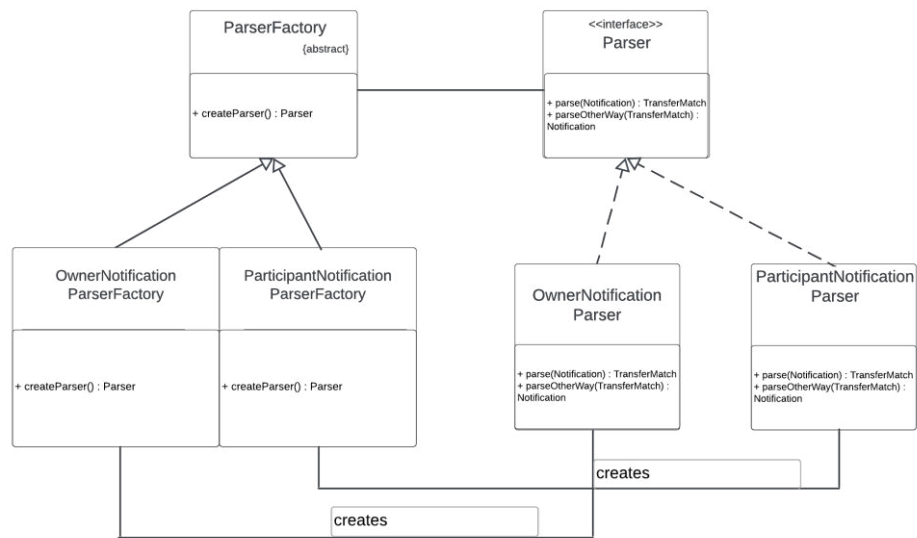 ParserFactory
{abstract}
+ createParser() : Parser
<<interface>>
Parser
+ parse(Notification) : TransferMatch
+ parseOtherWay(TransferMatch) :
Notification
OwnerNotification
ParserFactory
+ createParser() : Parser
ParticipantNotification
ParserFactory
+ createParser() : Parser
OwnerNotification
Parser
+ parse(Notification) : TransferMatch
+ parseOtherWay(TransferMatch) :
Notification
ParticipantNotification
Parser
+ parse(Notification) : TransferMatch
+ parseOtherWay(TransferMatch) :
Notification
creates
creates